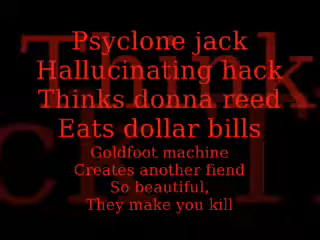 Psyclone jack
Hallucinating hack
Thinks donna reed
Eats dollar bills
Goldfoot machine
Creates another fiend
So beautiful,
They make you kill